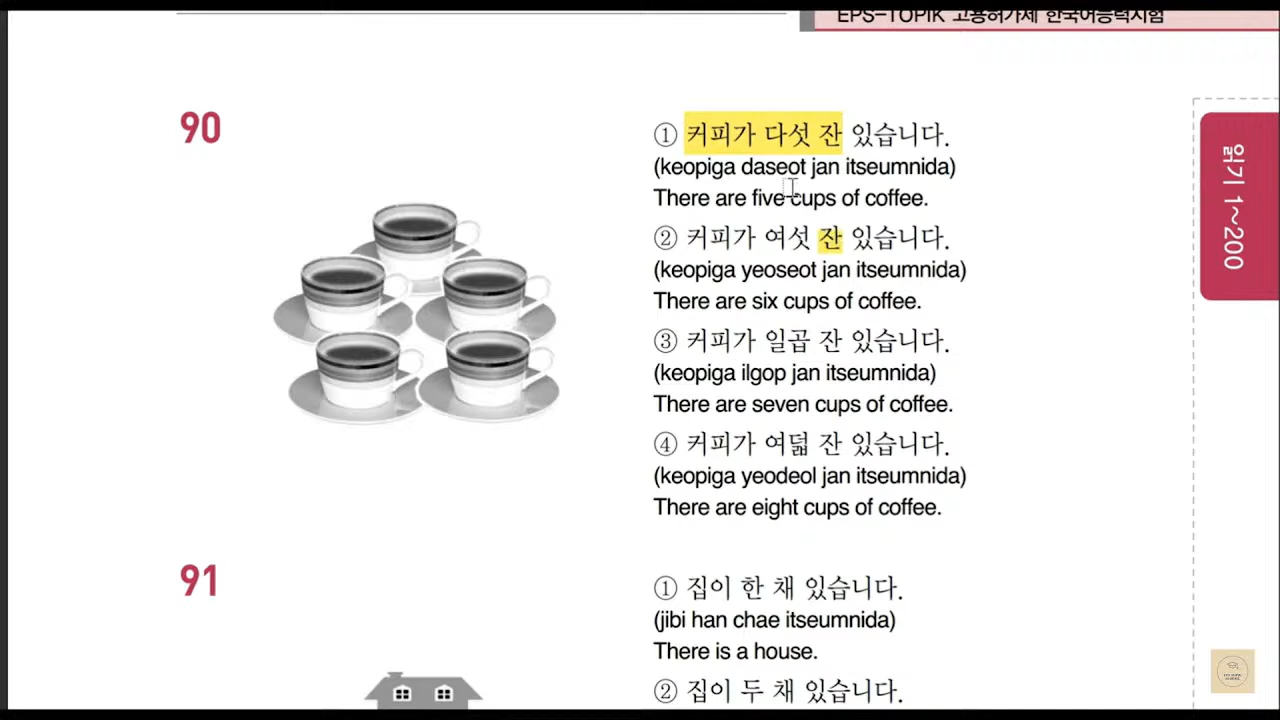 EPS-TOPIK 고용허가제 한국어능력시험
90
① 커피가 다섯 잔 있습니다.
(keopiga daseot jan itseumnida)
There are five cups of coffee.
② 커피가 여섯 잔 있습니다.
(keopiga yeoseot jan itseumnida)
There are six cups of coffee.
③ 커피가 일곱 잔 있습니다.
(keopiga ilgop jan itseumnida)
There are seven cups of coffee.
④ 커피가 여덟 잔 있습니다.
(keopiga yeodeol jan itseumnida)
There are eight cups of coffee.
읽기 1~200
91
① 집이 한 채 있습니다.
(jibi han chae itseumnida)
There is a house.
② 집이 두 채 있습니다.